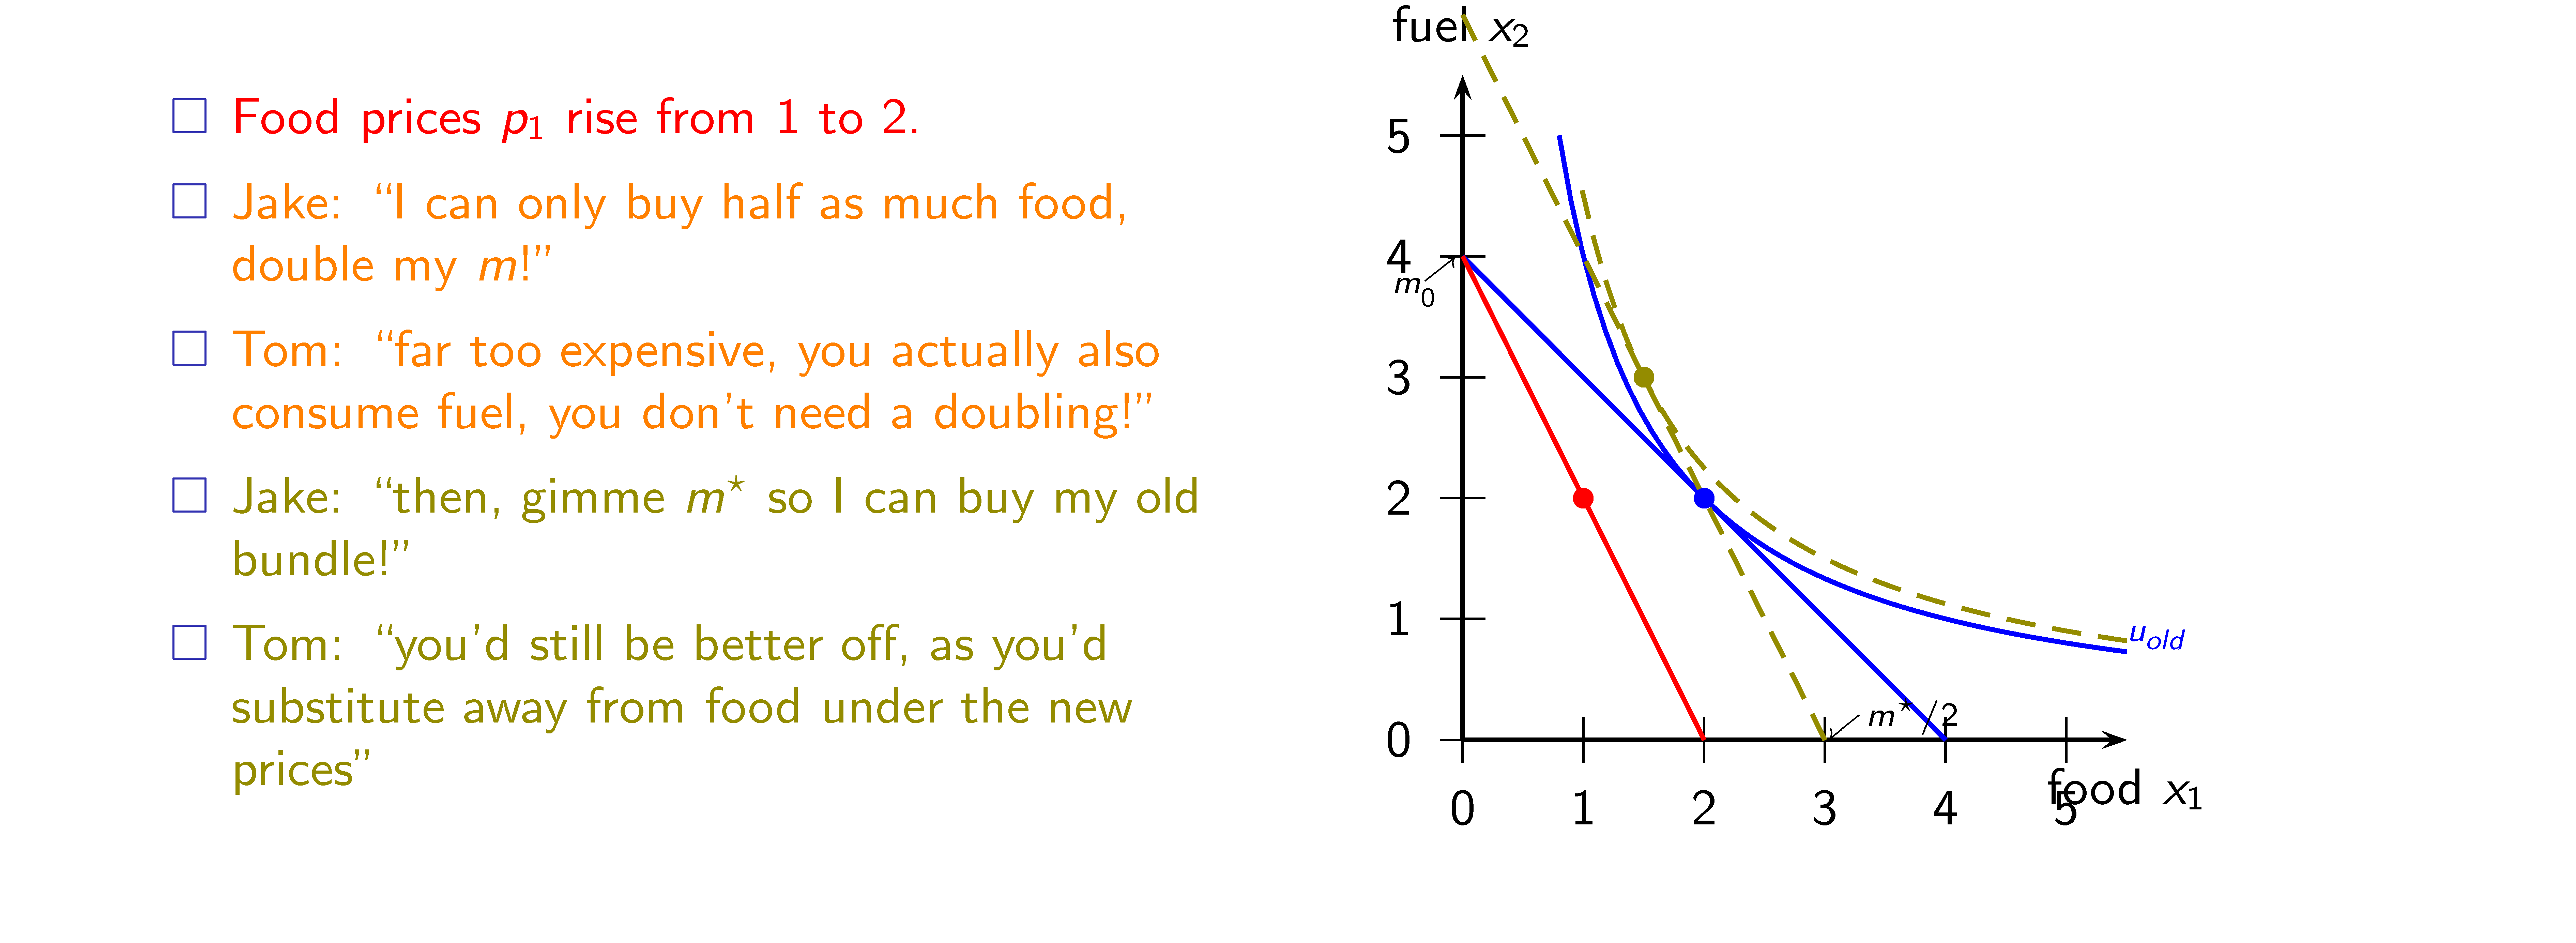 Food prices p₁ rise from 1 to 2.
Jake: “I can only buy half as much food,
double my m!”
Tom: “far too expensive, you actually also
consume fuel, you don’t need a doubling!”
Jake: “then, gimme m⋆ so I can buy my old
bundle!”
Tom: “you’d still be better off, as you’d
substitute away from food under the new
prices”
fuel x₂
5
4
m₀
3
2
1
u_old
m⋆/2
0
food x₁
0 1 2 3 4 5